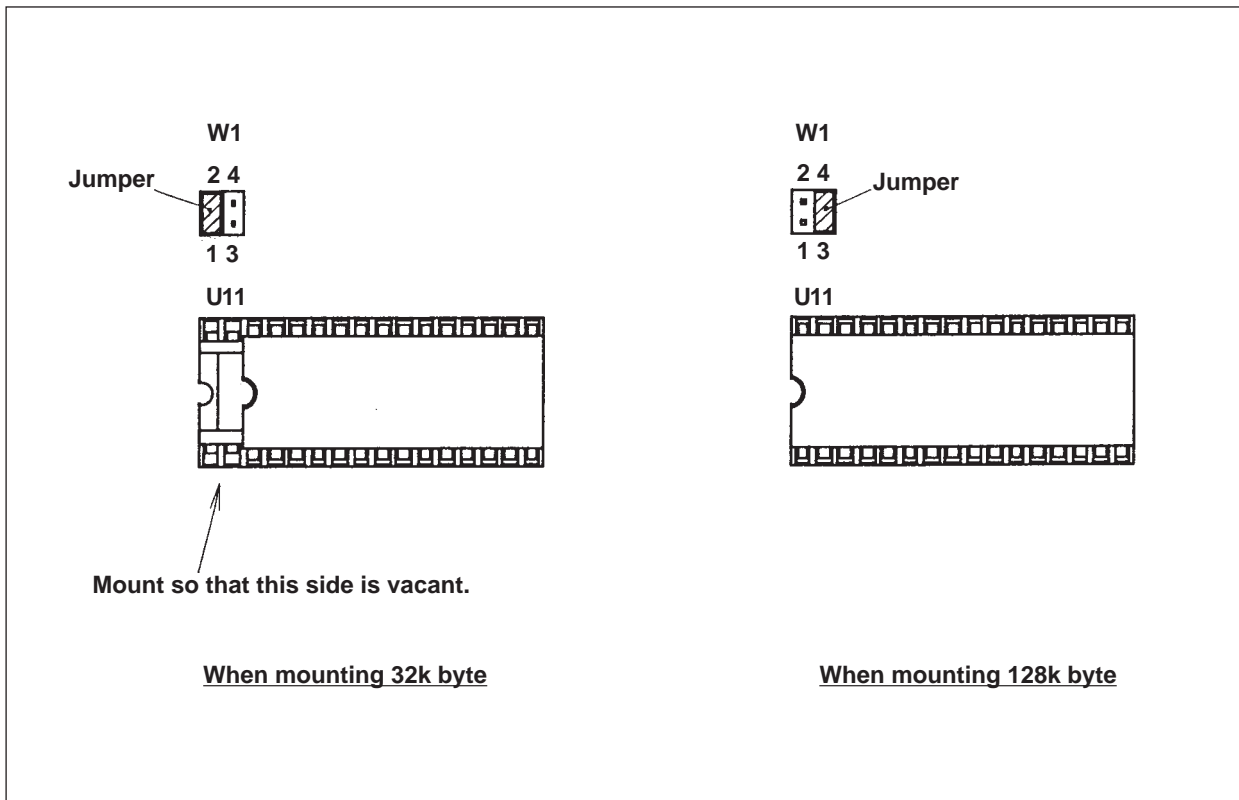 W1
Jumper
2 4
1 3
U11
Mount so that this side is vacant.
When mounting 32k byte
W1
2 4
Jumper
1 3
U11
When mounting 128k byte